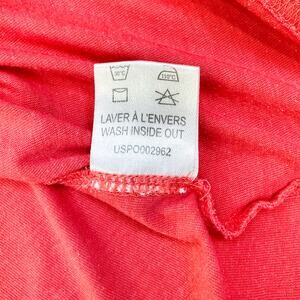 30°C 110°C
LAVER À L'ENVERS
WASH INSIDE OUT
USPO002962